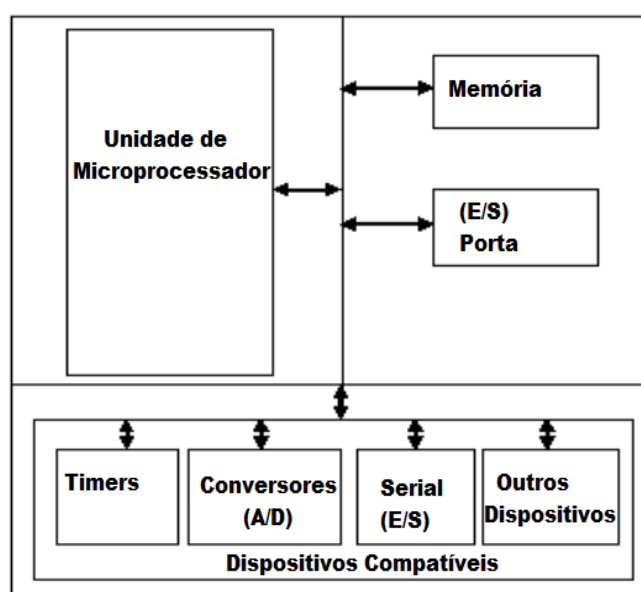 Unidade de
Microprocessador
Memória
(E/S)
Porta
Timers
Conversores
(A/D)
Serial
(E/S)
Outros
Dispositivos
Dispositivos Compatíveis